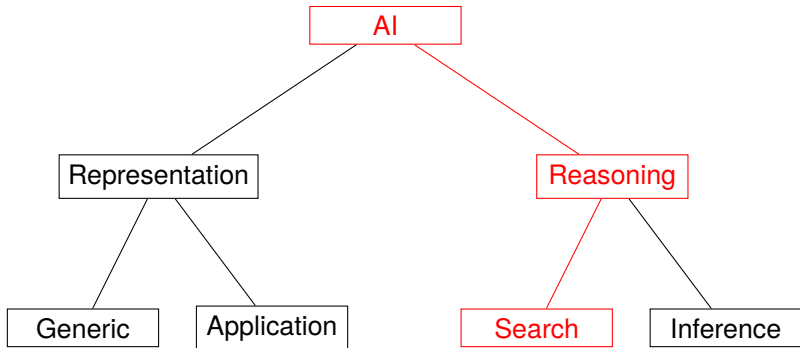 AI
Representation
Reasoning
Generic
Application
Search
Inference